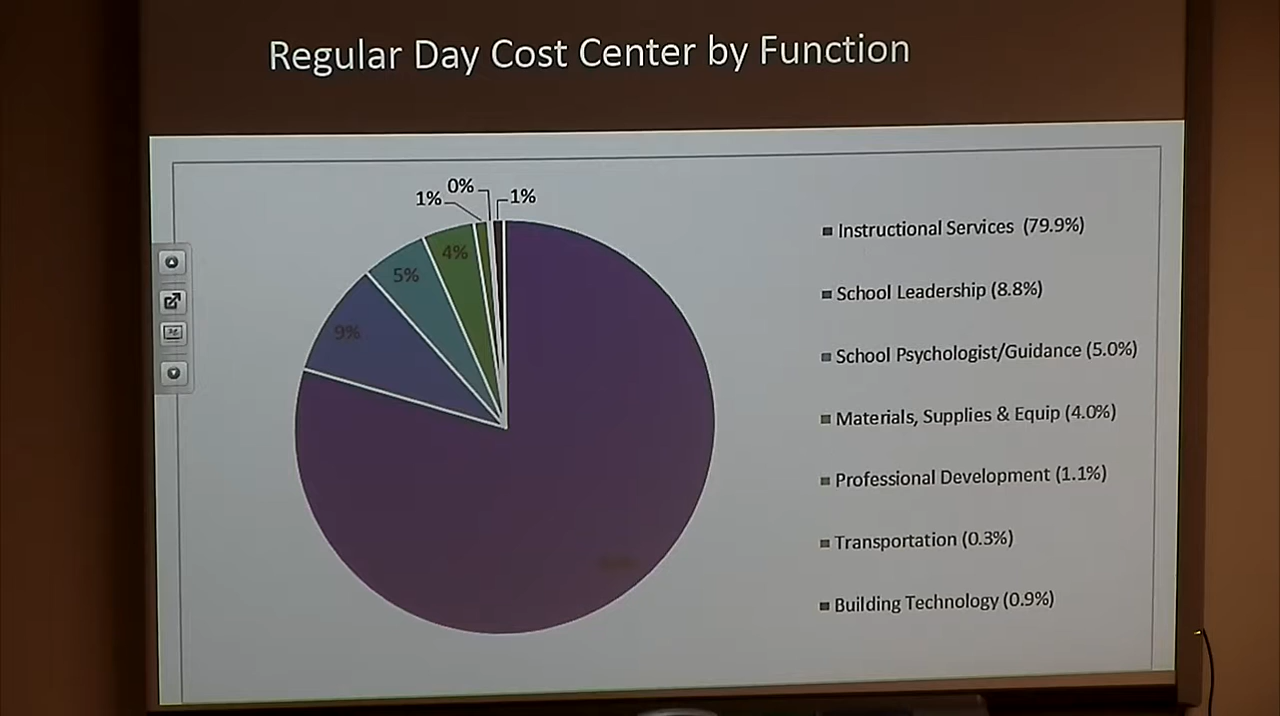 Regular Day Cost Center by Function
1%
0%
1%
4%
5%
9%
Instructional Services (79.9%)
School Leadership (8.8%)
School Psychologist/Guidance (5.0%)
Materials, Supplies & Equip (4.0%)
Professional Development (1.1%)
Transportation (0.3%)
Building Technology (0.9%)